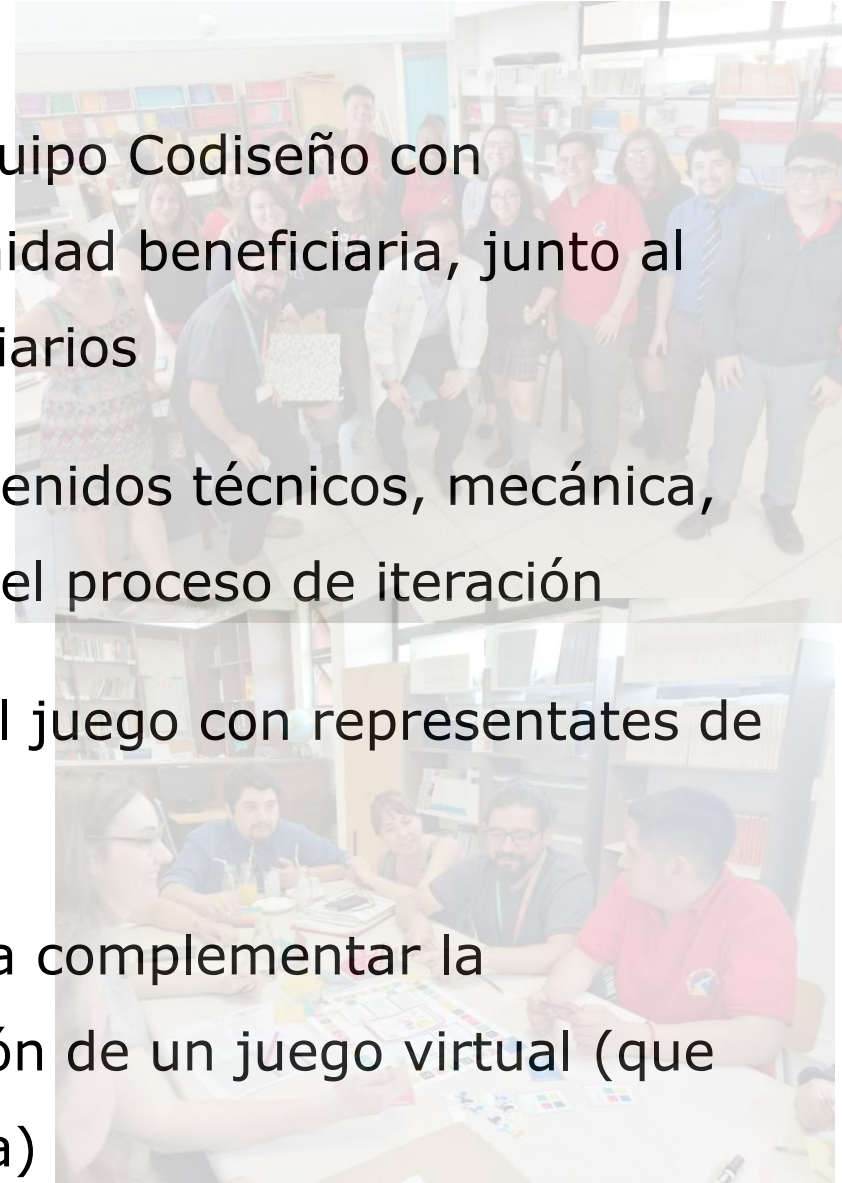 uipo Codiseño con
idad beneficiaria, junto al
iarios
enidos técnicos, mecánica,
el proceso de iteración
l juego con representates de
a complementar la
ón de un juego virtual (que
a)